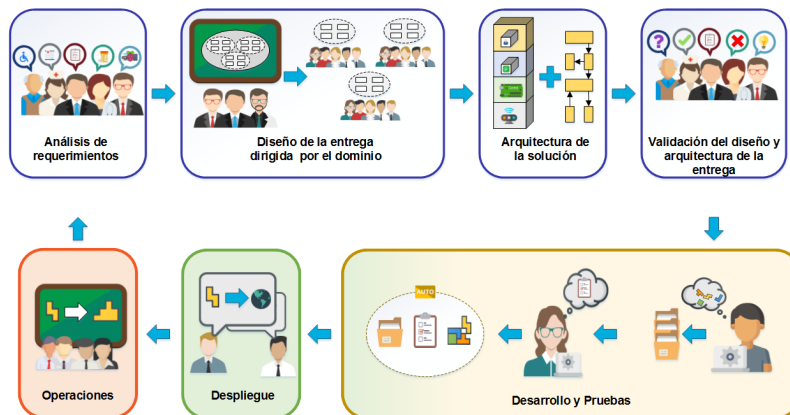 Análisis de
requerimientos
Diseño de la entrega
dirigida por el dominio
Arquitectura de
la solución
Validación del diseño y
arquitectura de la
entrega
Operaciones
Despliegue
AUTO
Desarrollo y Pruebas